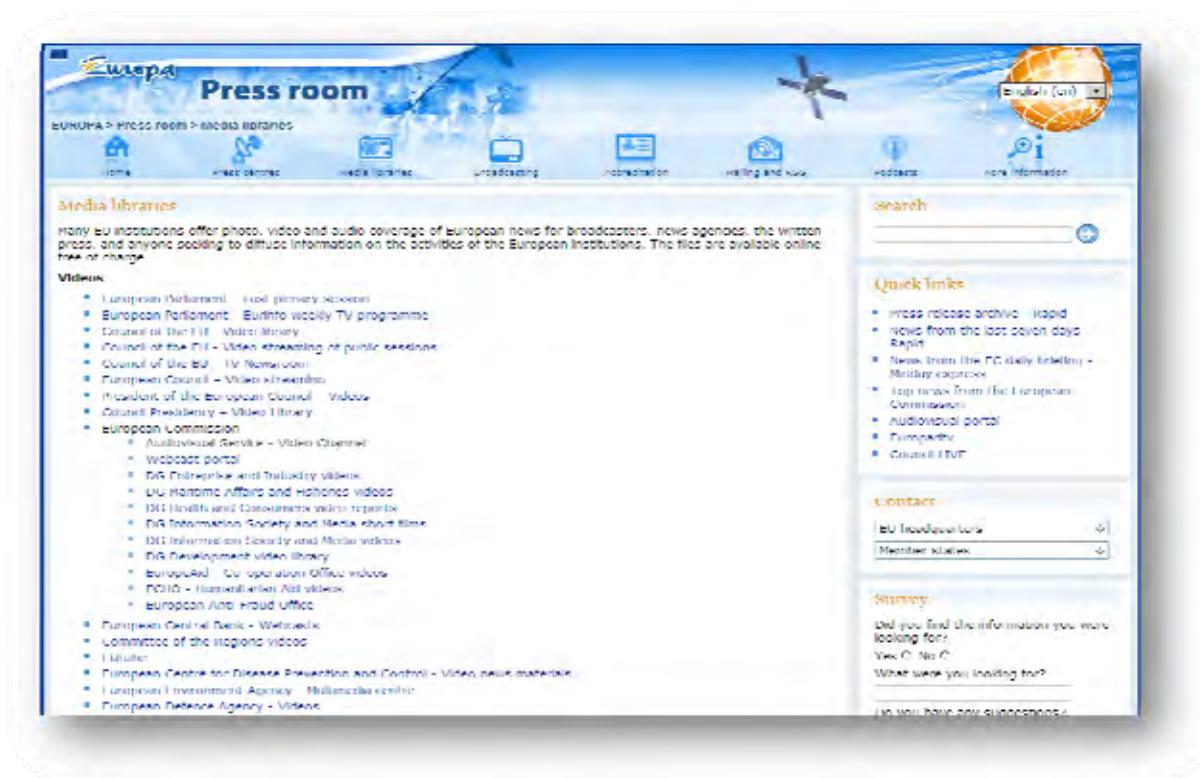 Europa
Press room
English (en)
EUROPA > Press room > Media libraries
Home
Press centres
Media libraries
Broadcasting
Accreditation
Mailing and RSS
Podcasts
More information
Media libraries
Many EU institutions offer photo, video and audio coverage of European news for broadcasters, news agencies, the written
press, and anyone seeking to diffuse information on the activities of the European institutions. The files are available online
free of charge
Videos
European Parliament - Last plenary session
European Parliament - Eurinfo weekly TV programme
Council of the EU - Video library
Council of the EU - Video streaming of public sessions
Council of the EU - TV Newsroom
European Council - Video streaming
President of the European Council - Videos
Council Presidency - Video Library
European Commission
Audiovisual Service - Video Channel
Webcast portal
DG Enterprise and Industry videos
DG Maritime Affairs and Fisheries videos
DG Health and Consumers video reports
DG Information Society and Media short films
DG Information Society and Media videos
DG Development video library
EuropeAid - Co-operation Office videos
ECHO - Humanitarian Aid videos
European Anti-Fraud Office
European Central Bank - Webcasts
Committee of the Regions videos
EUtube
European Centre for Disease Prevention and Control - Video news materials
European Environment Agency - Multimedia centre
European Defence Agency - Videos
Search
Quick links
Press release archive - Rapid
News from the last seven days -
Rapid
News from the EC daily briefing -
Midday express
Top news from the European
Commission
Audiovisual portal
Europarltv
Council LIVE
Contact
EU headquarters
Member states
Survey
Did you find the information you were
looking for?
Yes No
What were you looking for?
Do you have any suggestions?